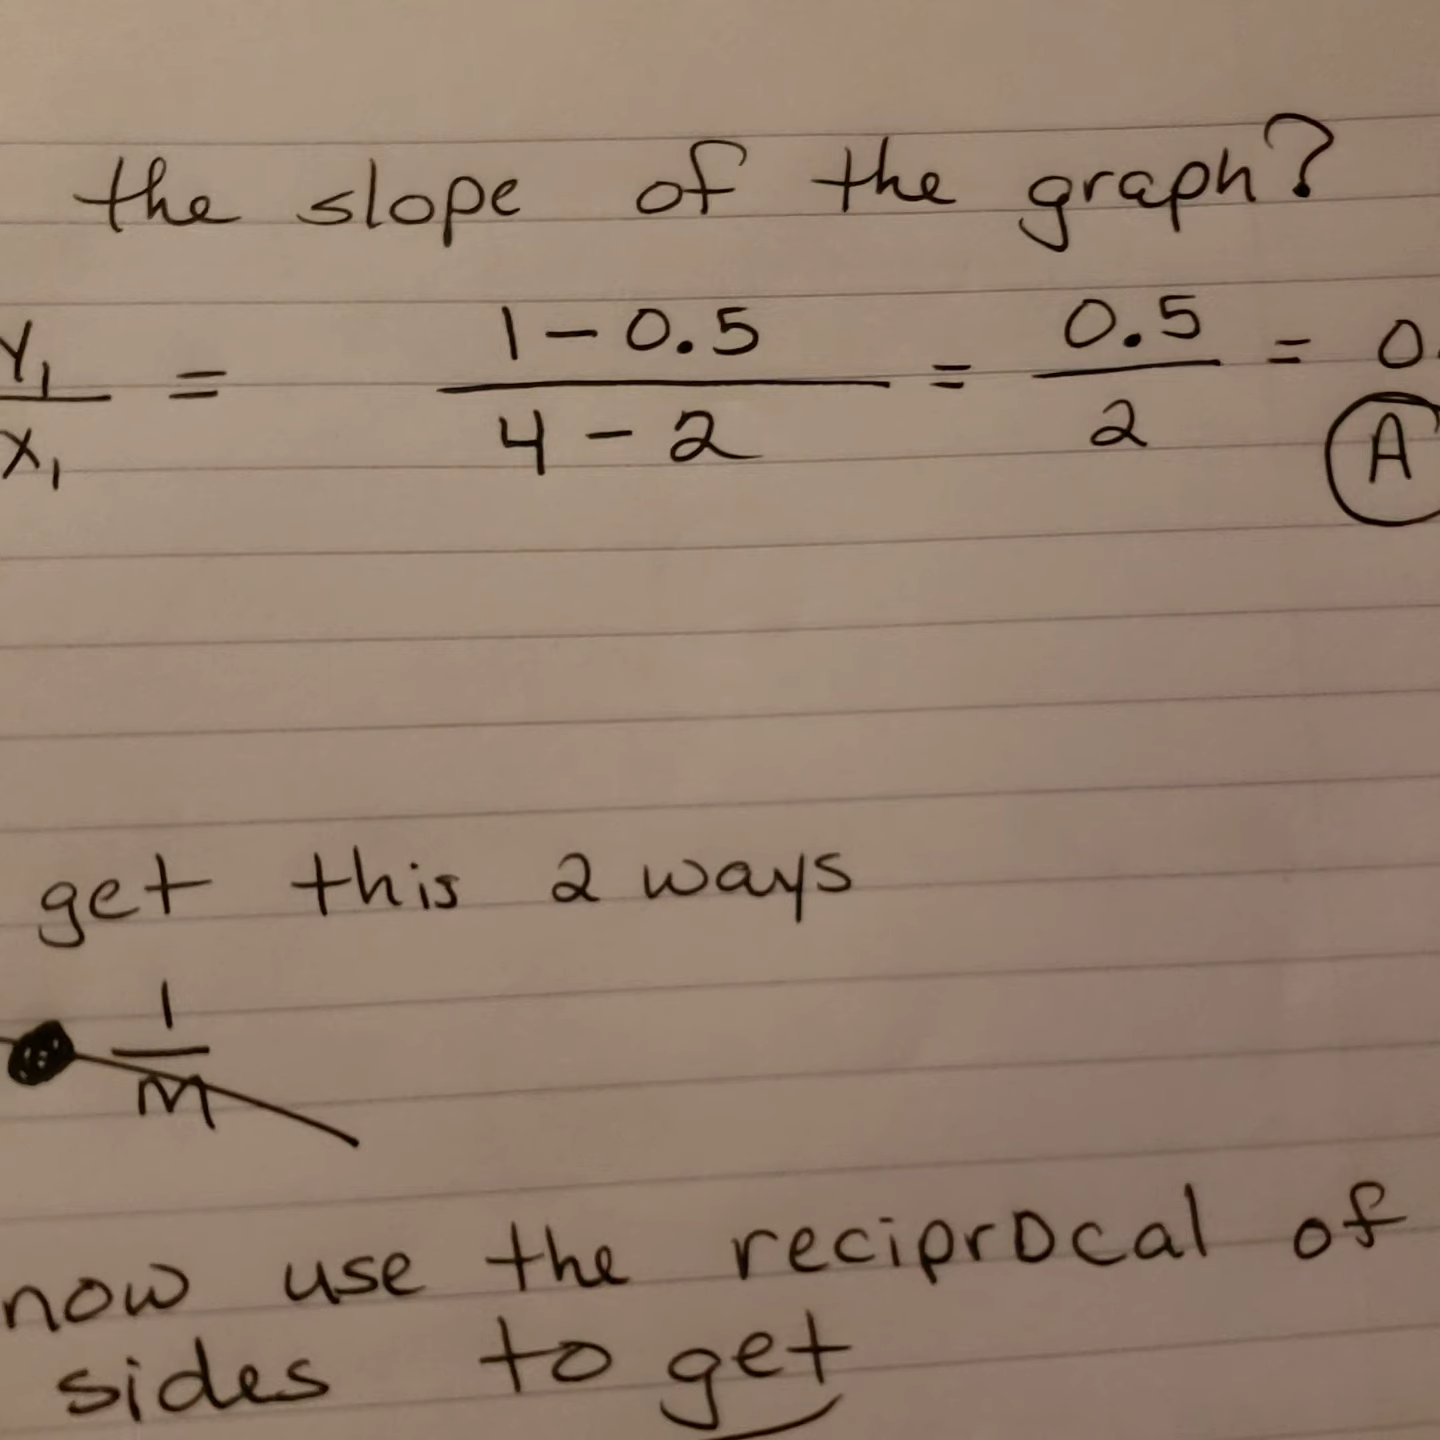 the slope of the graph?
Y₁ / X₁ = (1 - 0.5) / (4 - 2) = 0.5 / 2 = 0.
A
get this 2 ways
1 / M
now use the reciprocal of
sides to get